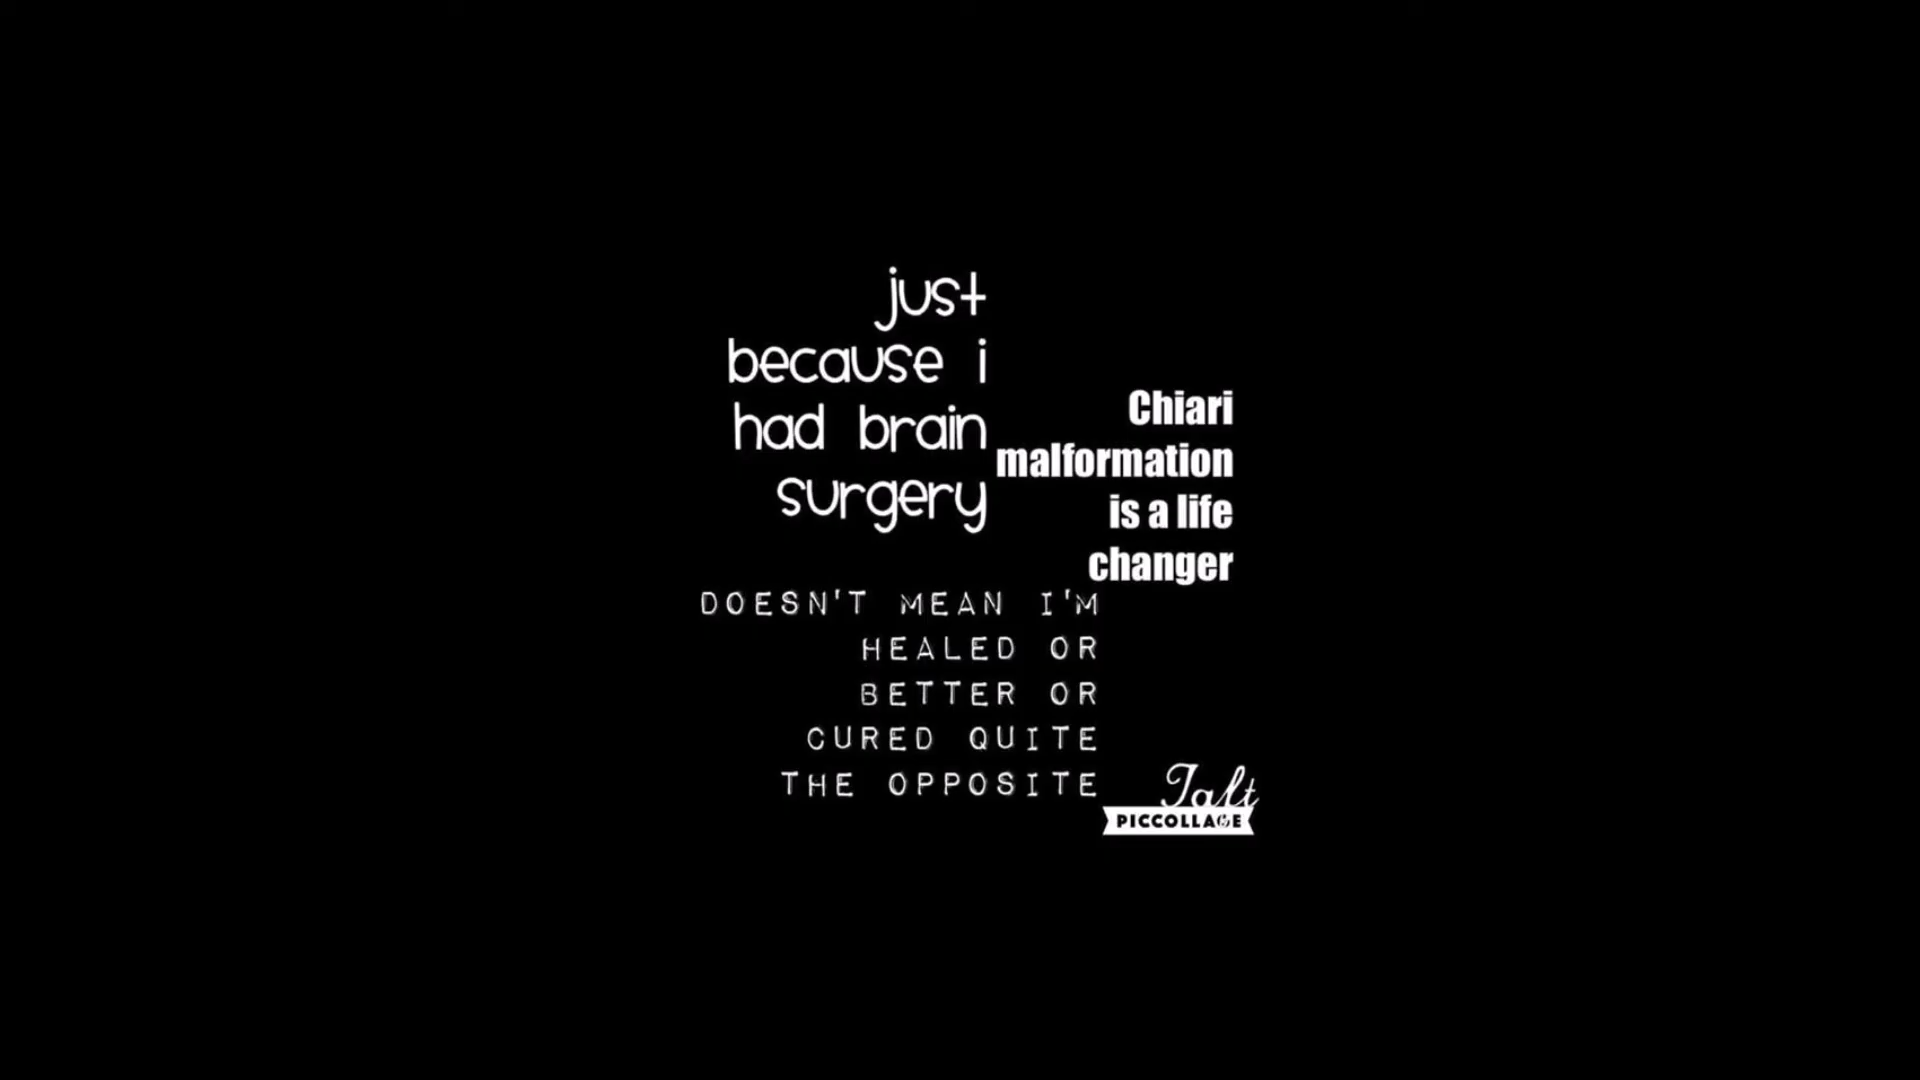 just
because i
had brain
surgery
Chiari
malformation
is a life
changer
DOESN'T MEAN I'M
HEALED OR
BETTER OR
CURED QUITE
THE OPPOSITE
PICCOLLAGE